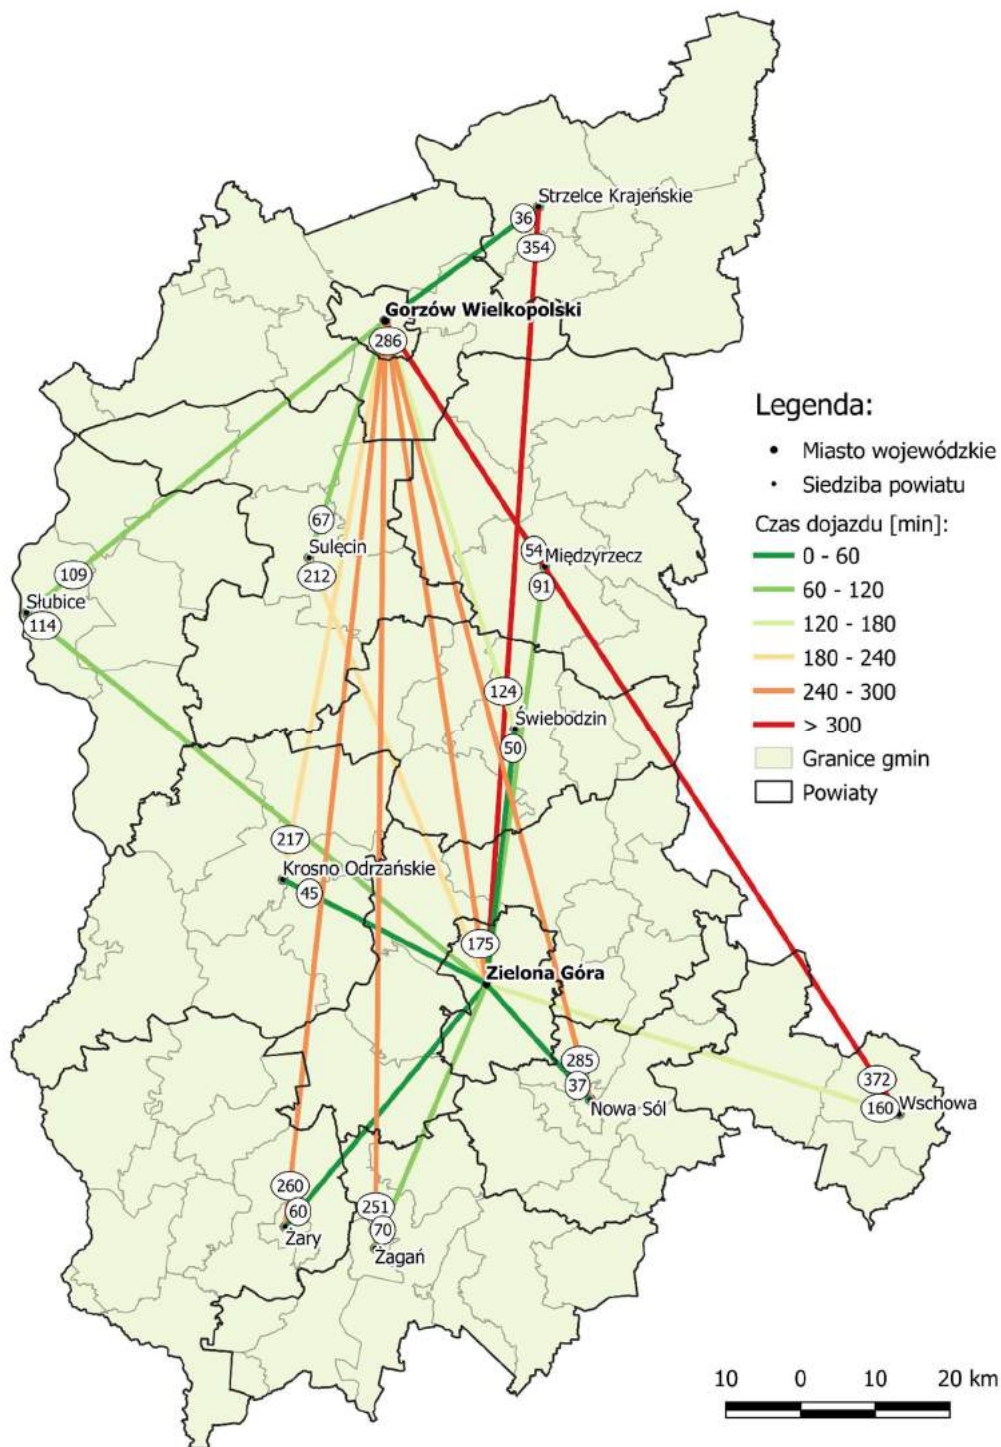 Strzelce Krajeńskie
36
354
Gorzów Wielkopolski
286
67
Sulęcin
212
54
Międzyrzecz
91
109
Słubice
114
124
Świebodzin
50
217
Krosno Odrzańskie
45
175
Zielona Góra
285
37
Nowa Sól
372
Wschowa
160
260
60
Żary
251
70
Żagań
Legenda:
Miasto wojewódzkie
Siedziba powiatu
Czas dojazdu [min]:
0 - 60
60 - 120
120 - 180
180 - 240
240 - 300
> 300
Granice gmin
Powiaty
10 0 10 20 km